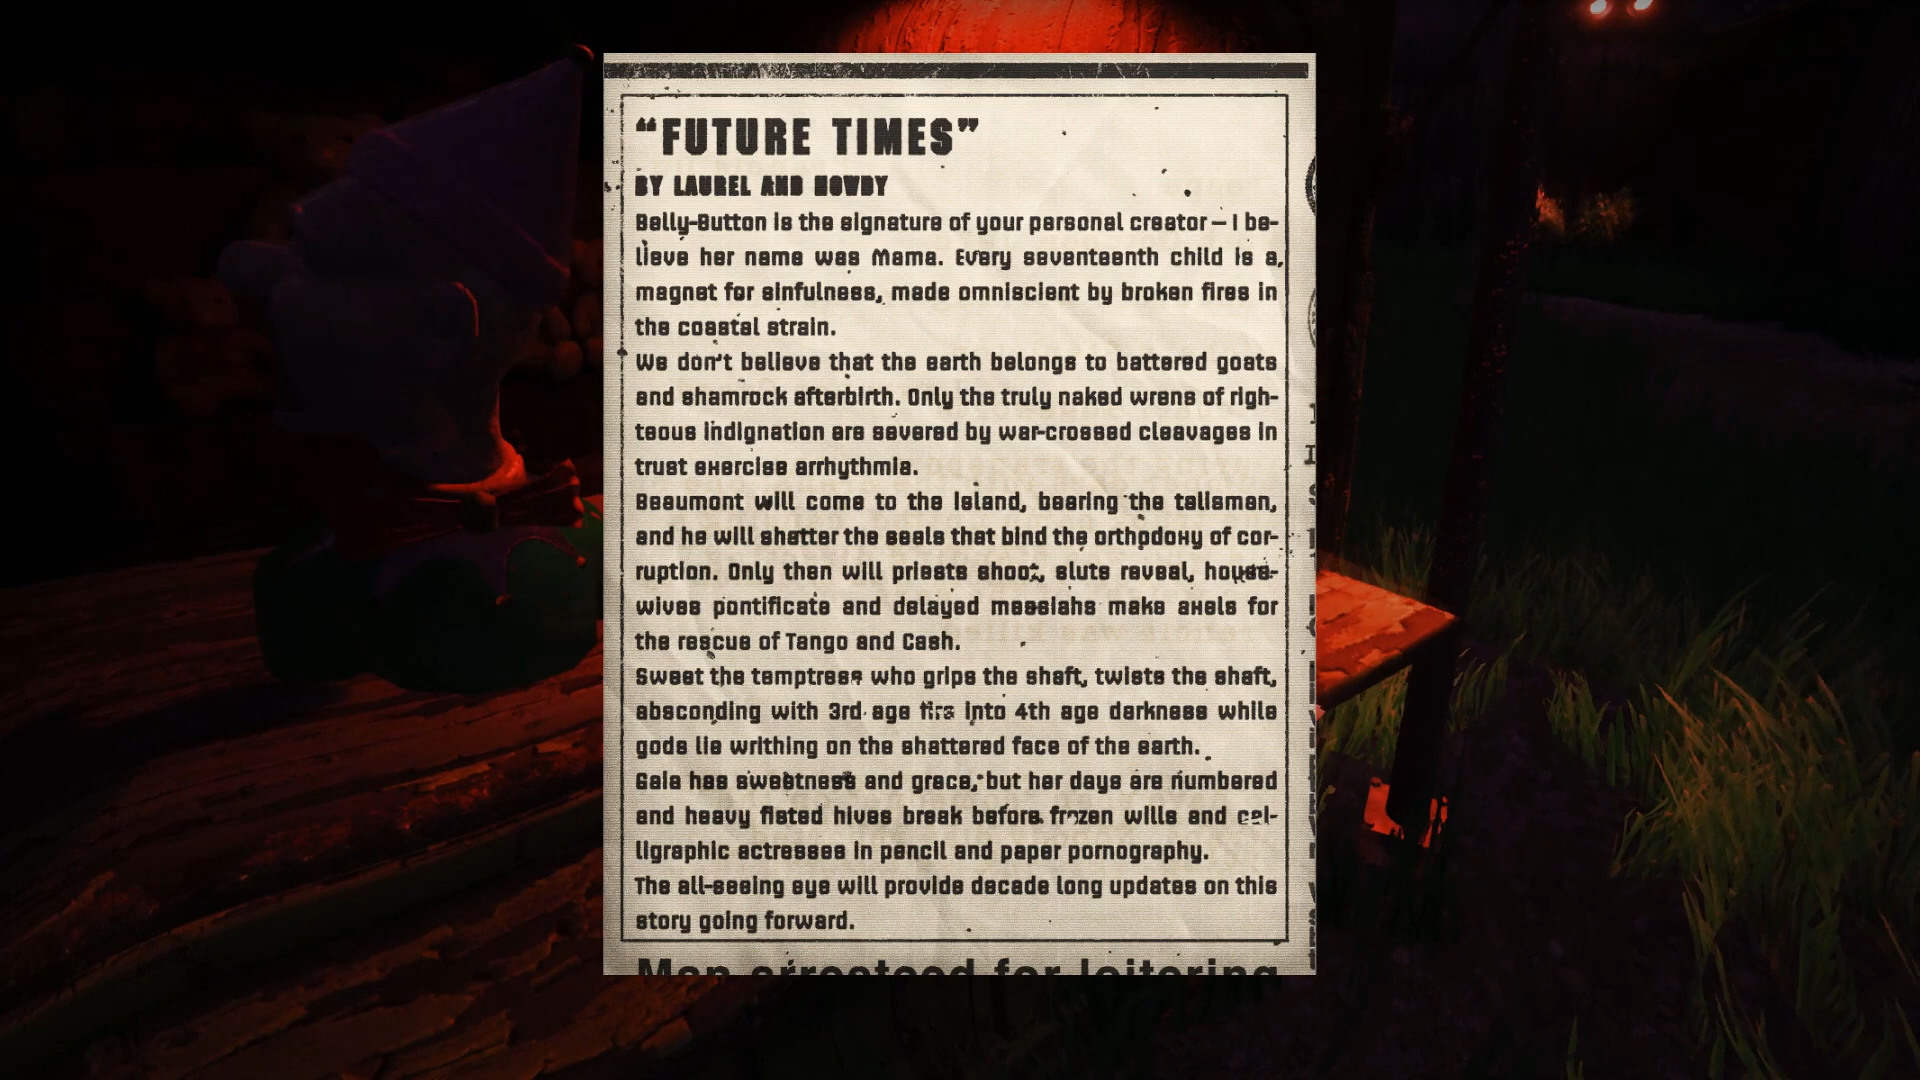 “FUTURE TIMES”
BY LAUREL AND HOWDY
Belly-Button is the signature of your personal creator – I be-
lieve her name was Mama. Every seventeenth child is a
magnet for sinfulness, made omniscient by broken fires in
the coastal strain.
We don't believe that the earth belongs to battered goats
and shamrock afterbirth. Only the truly naked wrens of righ-
teous indignation are severed by war-crossed cleavages in
trust exercise arrhythmia.
Beaumont will come to the island, bearing the talisman,
and he will shatter the seals that bind the orthodoxy of cor-
ruption. Only then will priests shoot, sluts reveal, house-
wives pontificate and delayed messiahs make axels for
the rescue of Tango and Cash.
Sweet the temptress who grips the shaft, twists the shaft,
absconding with 3rd age fire into 4th age darkness while
gods lie writhing on the shattered face of the earth.
Gaia has sweetness and grace, but her days are numbered
and heavy fisted hives break before frozen wills and cal-
ligraphic actresses in pencil and paper pornography.
The all-seeing eye will provide decade long updates on this
story going forward.
Man arrested for loitering